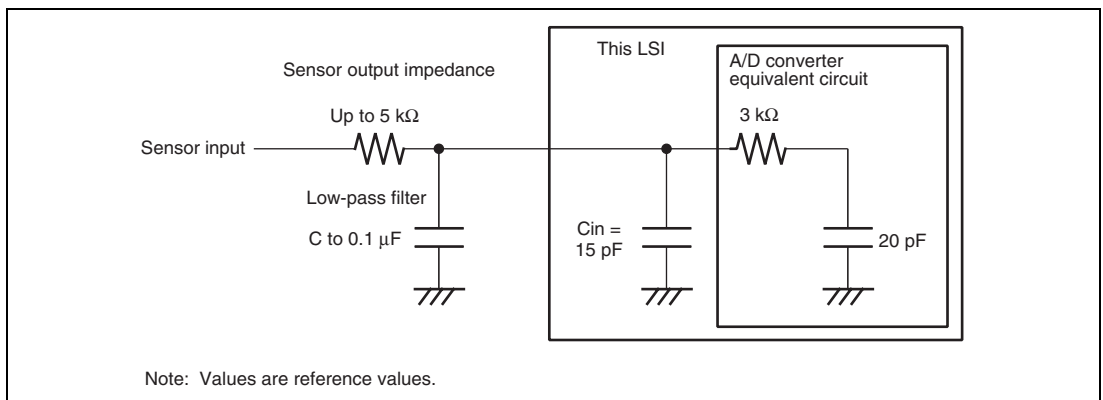 This LSI
A/D converter
equivalent circuit
Sensor output impedance
Up to 5 kΩ
3 kΩ
Sensor input
Low-pass filter
C to 0.1 μF
Cin =
15 pF
20 pF
Note: Values are reference values.